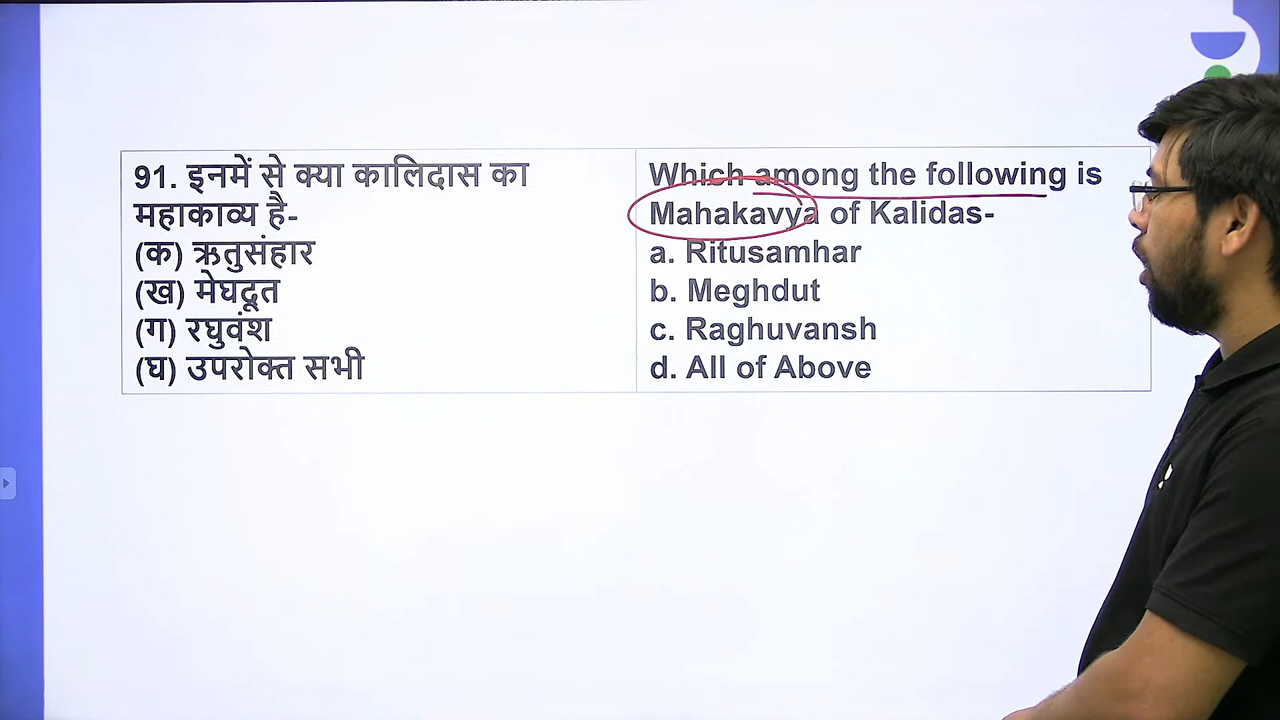 91. इनमें से क्या कालिदास का
महाकाव्य है-
(क) ऋतुसंहार
(ख) मेघदूत
(ग) रघुवंश
(घ) उपरोक्त सभी
Which among the following is
Mahakavya of Kalidas-
a. Ritusamhar
b. Meghdut
c. Raghuvansh
d. All of Above